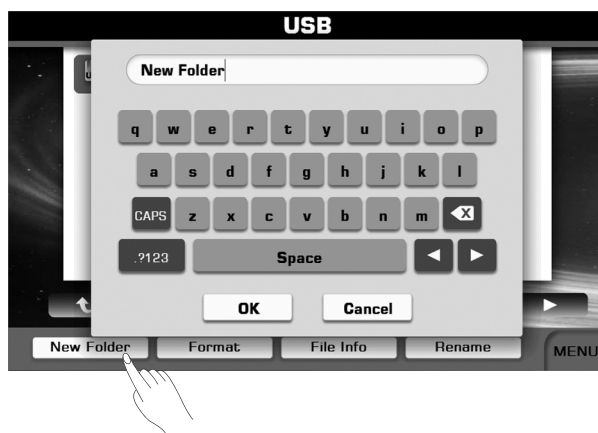 USB
New Folder
q w e r t y u i o p
a s d f g h j k l
CAPS z x c v b n m X
.?123 Space
OK Cancel
New Folder Format File Info Rename MENU